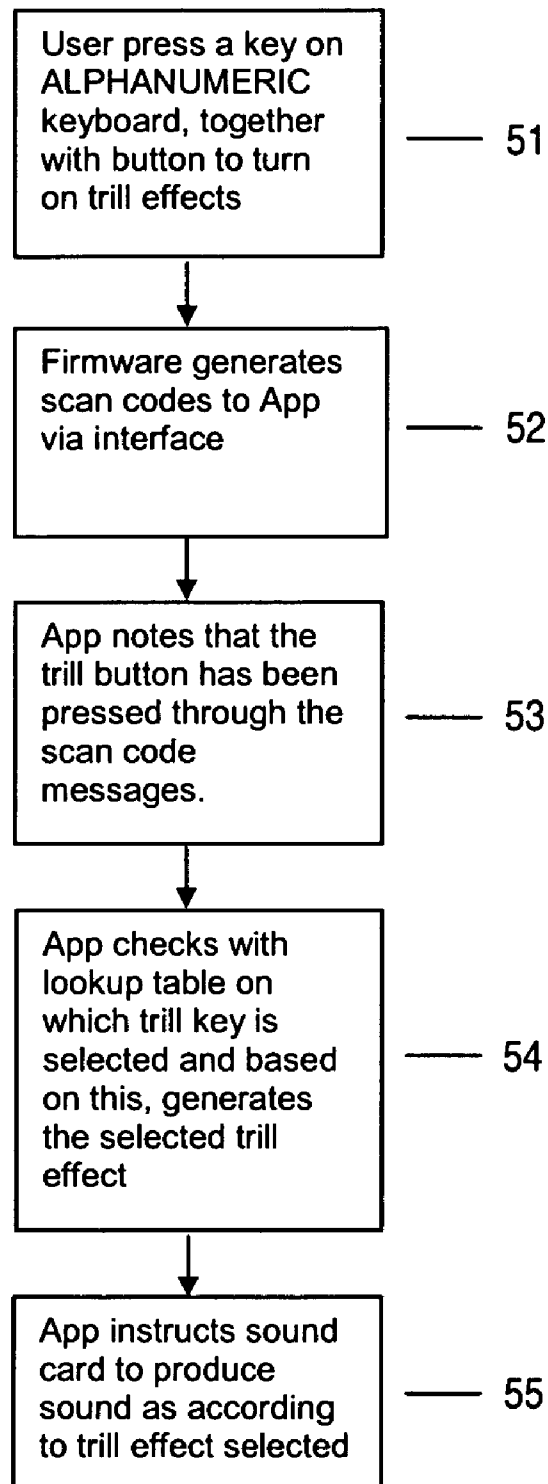 User press a key on
ALPHANUMERIC
keyboard, together
with button to turn
on trill effects
51
Firmware generates
scan codes to App
via interface
52
App notes that the
trill button has been
pressed through the
scan code
messages.
53
App checks with
lookup table on
which trill key is
selected and based
on this, generates
the selected trill
effect
54
App instructs sound
card to produce
sound as according
to trill effect selected
55